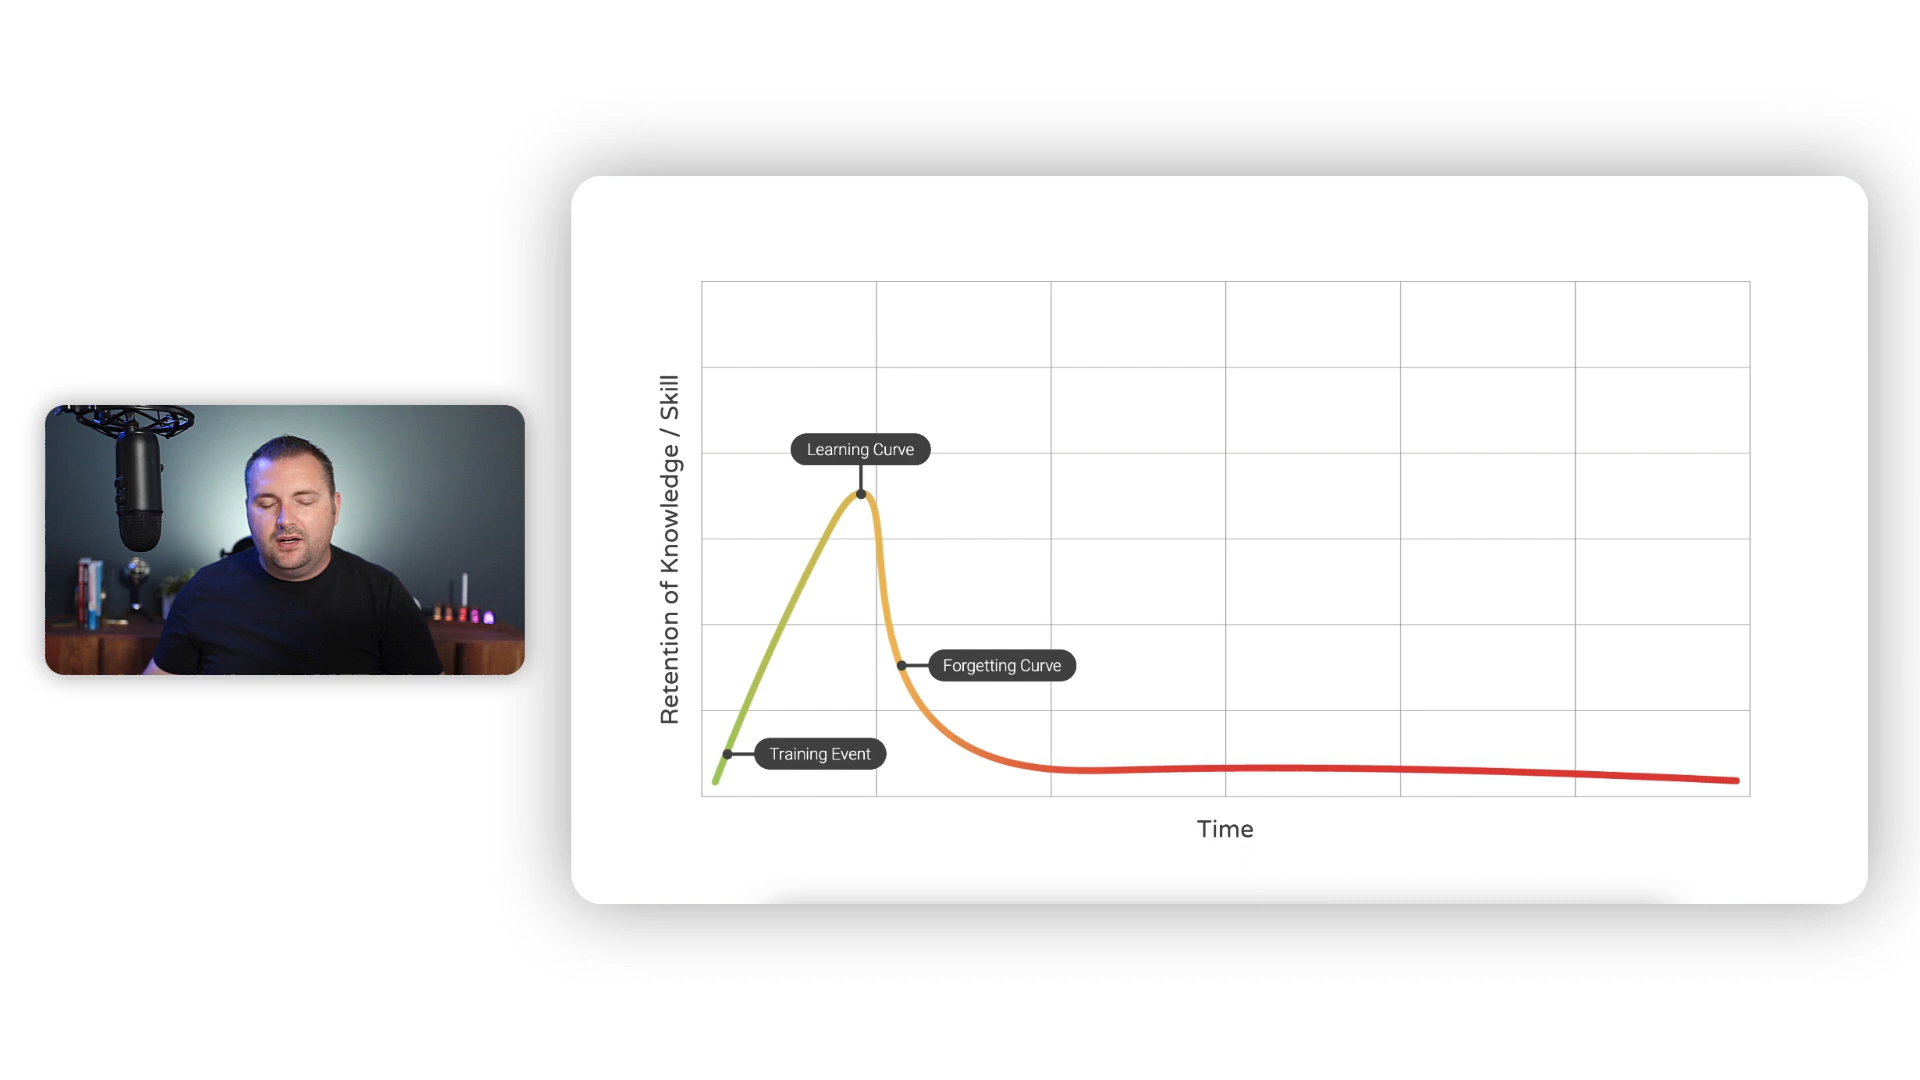 Retention of Knowledge / Skill
Learning Curve
Forgetting Curve
Training Event
Time